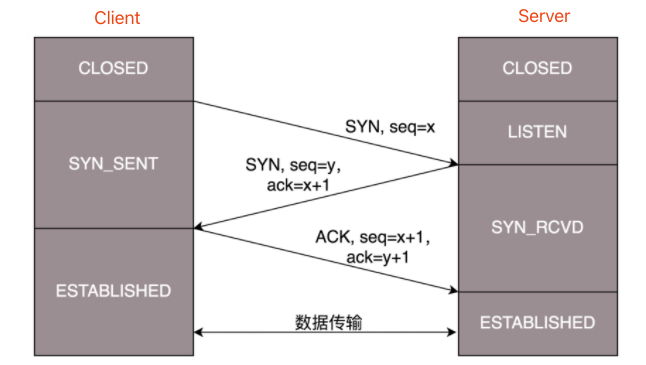 Client
Server
CLOSED
CLOSED
SYN, seq=x
LISTEN
SYN_SENT
SYN, seq=y,
ack=x+1
SYN_RCVD
ACK, seq=x+1,
ack=y+1
ESTABLISHED
数据传输
ESTABLISHED